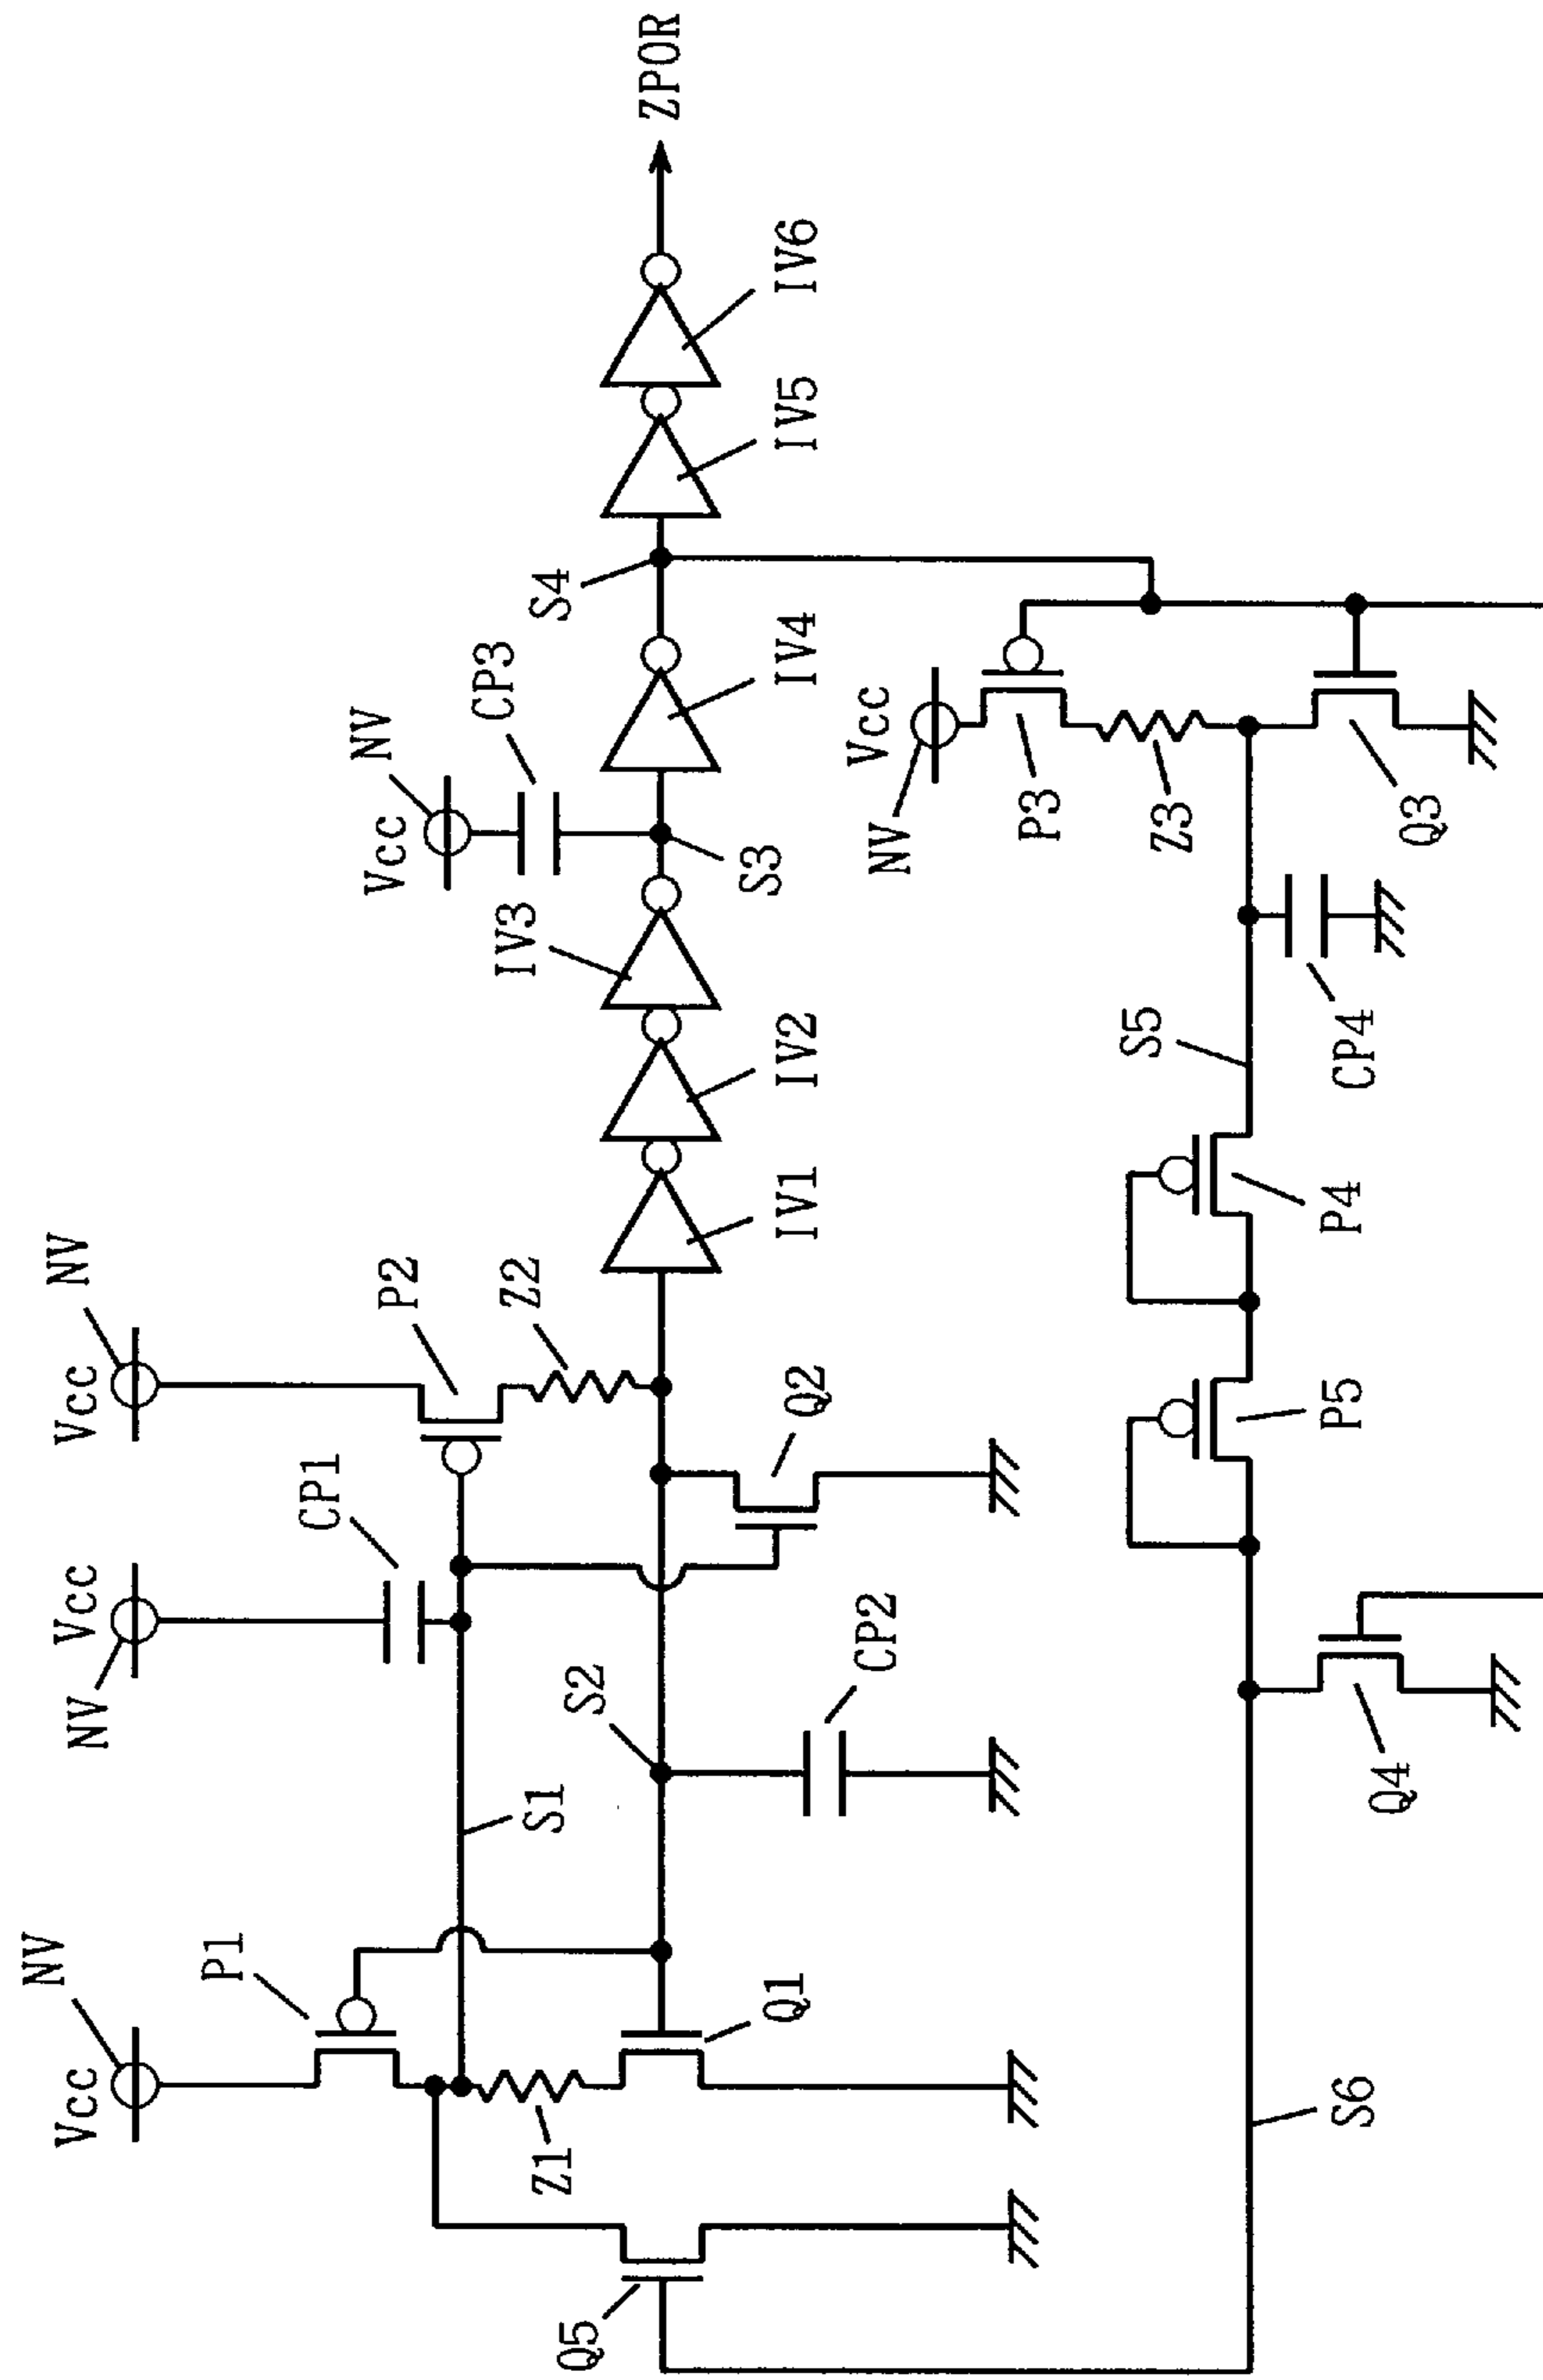 NV
Vcc
P1
Q5
Z1
Q1
S1
NV
Vcc
CP1
S2
CP2
NV
Vcc
P2
Z2
Q2
IV1
IV2
IV3
NV
Vcc
CP3
S3
IV4
S4
IV5
IV6
ZPOR
S6
Q4
P5
P4
S5
CP4
NV
Vcc
P3
Z3
Q3